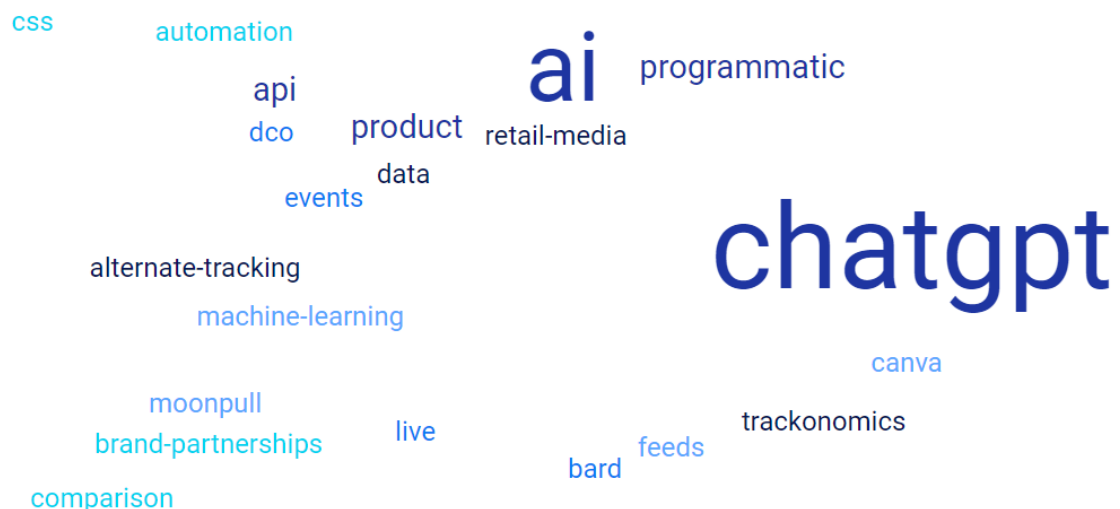 css
automation
ai
programmatic
api
product
dco
retail-media
data
events
chatgpt
alternate-tracking
machine-learning
canva
moonpull
trackonomics
live
brand-partnerships
feeds
bard
comparison